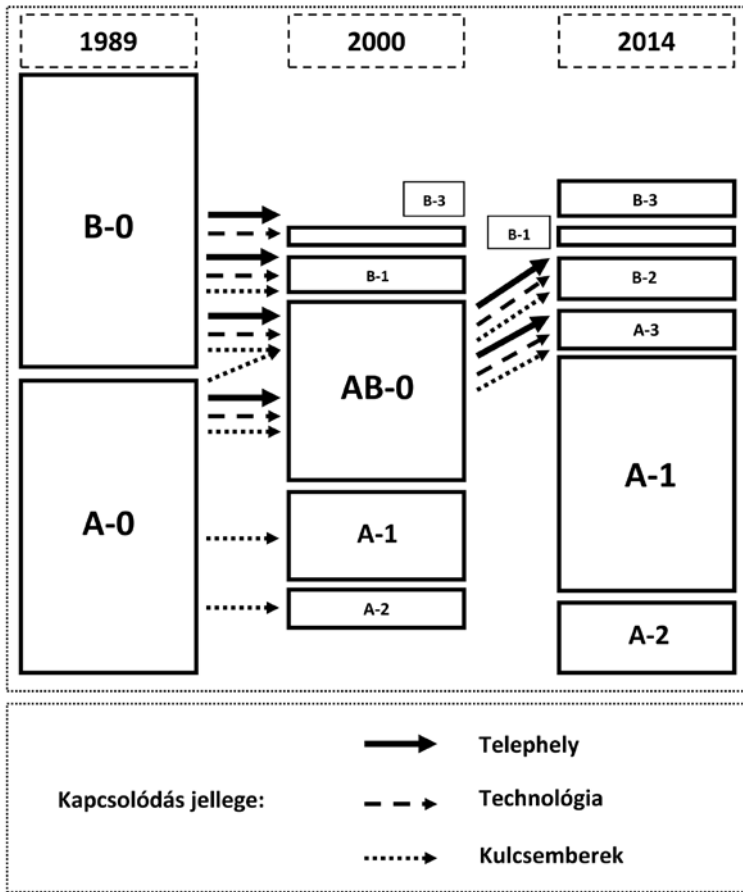 1989
2000
2014
B-0
A-0
B-3
B-1
AB-0
A-1
A-2
B-1
B-3
B-2
A-3
A-1
A-2
Kapcsolódás jellege:
Telephely
Technológia
Kulcsemberek